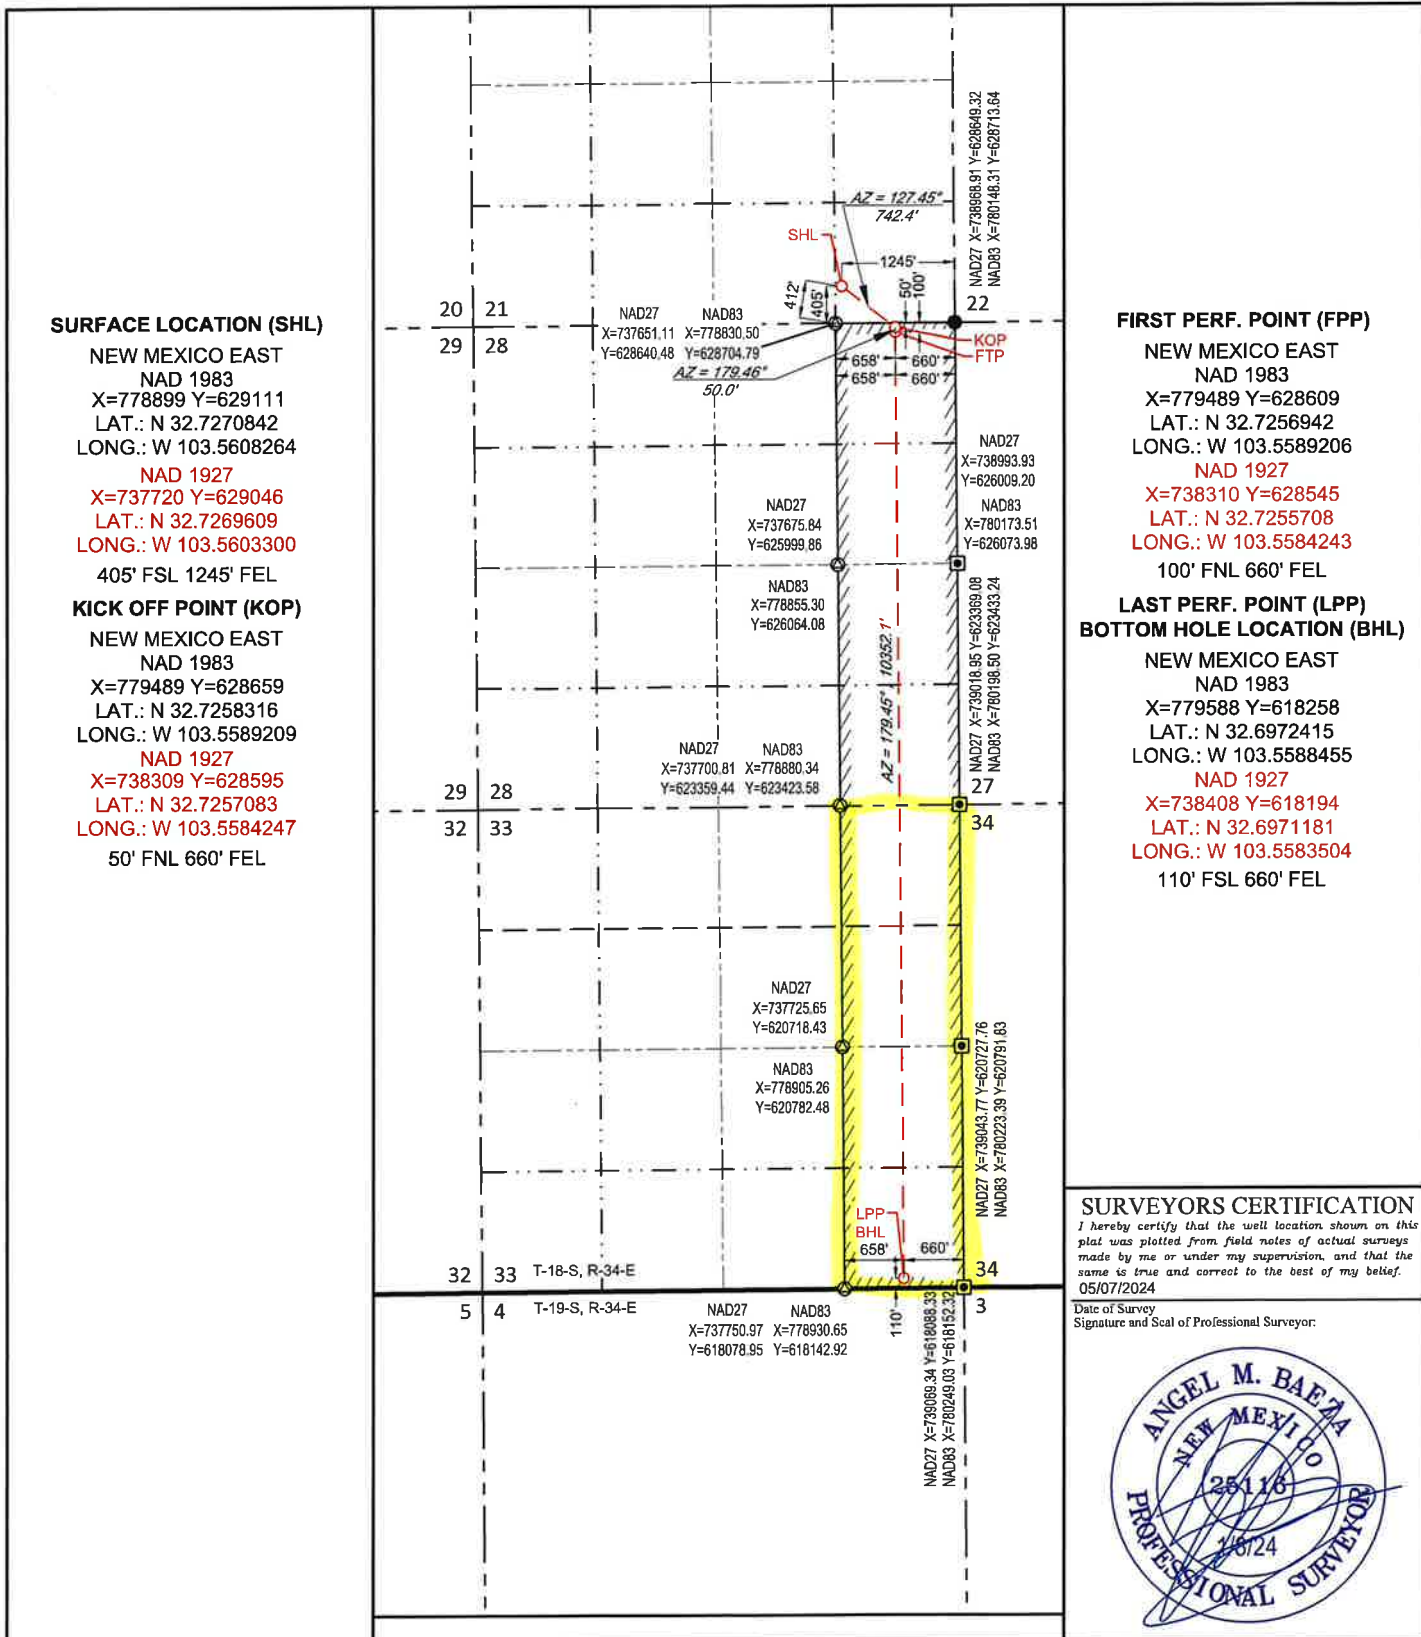 SURFACE LOCATION (SHL)
NEW MEXICO EAST
NAD 1983
X=778899 Y=629111
LAT.: N 32.7270842
LONG.: W 103.5608264
NAD 1927
X=737720 Y=629046
LAT.: N 32.7269609
LONG.: W 103.5603300
405' FSL 1245' FEL
KICK OFF POINT (KOP)
NEW MEXICO EAST
NAD 1983
X=779489 Y=628659
LAT.: N 32.7258316
LONG.: W 103.5589209
NAD 1927
X=738309 Y=628595
LAT.: N 32.7257083
LONG.: W 103.5584247
50' FNL 660' FEL
NAD27 X=738968.91 Y=628649.32
NAD83 X=780148.31 Y=628713.64
AZ = 127.45°
742.4'
SHL
1245'
412'
405'
50'
100'
20 21
29 28
22
NAD27
X=737651.11
Y=628640.48
NAD83
X=778830.50
Y=628704.79
AZ = 179.46°
50.0'
KOP
FTP
658' 660'
658' 660'
NAD27
X=738993.93
Y=626009.20
NAD83
X=780173.51
Y=626073.98
NAD27
X=737675.84
Y=625999.86
NAD83
X=778855.30
Y=626064.08
AZ = 179.45° 10352.1'
NAD27 X=739018.95 Y=623369.08
NAD83 X=780198.50 Y=623433.24
NAD27
X=737700.81
Y=623359.44
NAD83
X=778880.34
Y=623423.58
29 28
32 33
27
34
NAD27
X=737725.65
Y=620718.43
NAD83
X=778905.26
Y=620782.48
NAD27 X=739043.77 Y=620727.76
NAD83 X=780223.39 Y=620791.83
LPP
BHL
658' 660'
32 33 T-18-S, R-34-E
5 4 T-19-S, R-34-E
34
3
110'
NAD27
X=737750.97
Y=618078.95
NAD83
X=778930.65
Y=618142.92
NAD27 X=739069.34 Y=618088.33
NAD83 X=780249.03 Y=618152.32
FIRST PERF. POINT (FPP)
NEW MEXICO EAST
NAD 1983
X=779489 Y=628609
LAT.: N 32.7256942
LONG.: W 103.5589206
NAD 1927
X=738310 Y=628545
LAT.: N 32.7255708
LONG.: W 103.5584243
100' FNL 660' FEL
LAST PERF. POINT (LPP)
BOTTOM HOLE LOCATION (BHL)
NEW MEXICO EAST
NAD 1983
X=779588 Y=618258
LAT.: N 32.6972415
LONG.: W 103.5588455
NAD 1927
X=738408 Y=618194
LAT.: N 32.6971181
LONG.: W 103.5583504
110' FSL 660' FEL
SURVEYORS CERTIFICATION
I hereby certify that the well location shown on this
plat was plotted from field notes of actual surveys
made by me or under my supervision, and that the
same is true and correct to the best of my belief.
05/07/2024
Date of Survey
Signature and Seal of Professional Surveyor:
ANGEL M. BAEZA
NEW MEXICO
25116
PROFESSIONAL SURVEYOR